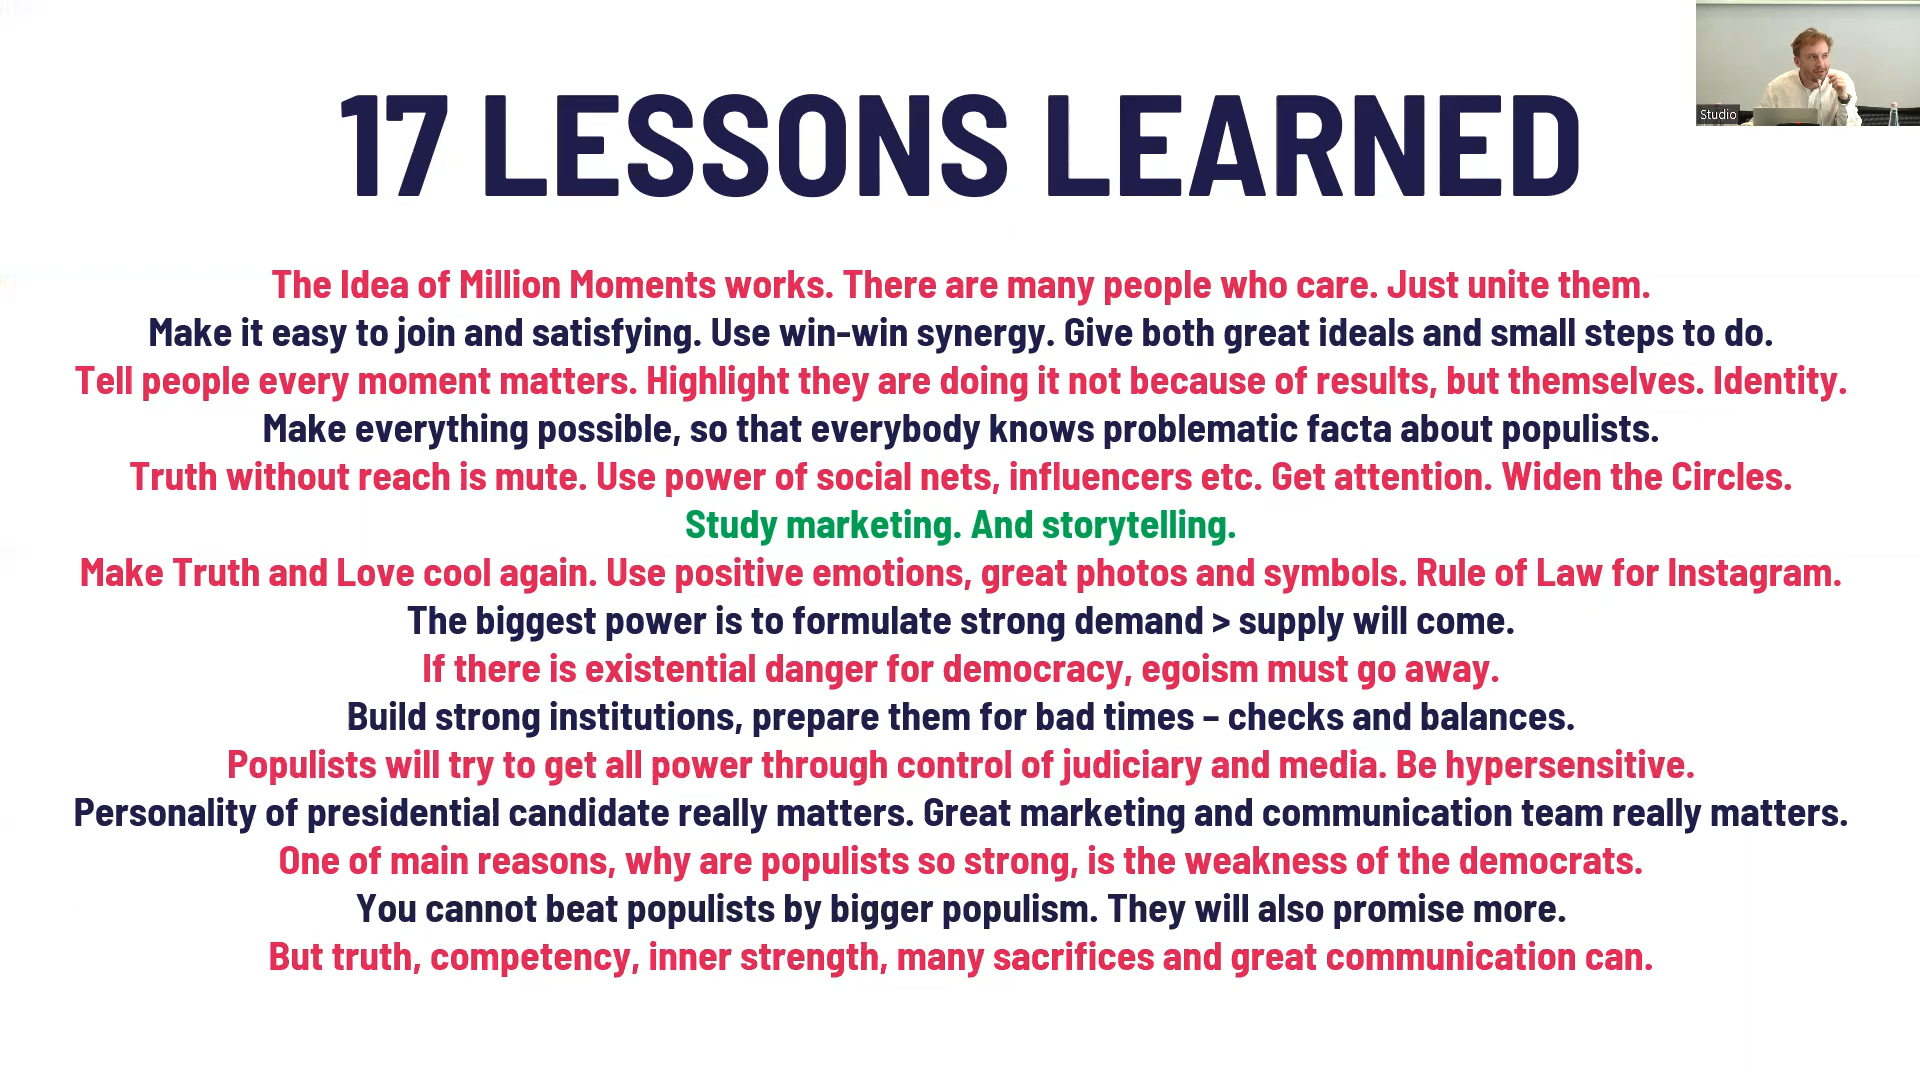 17 LESSONS LEARNED
Studio
The Idea of Million Moments works. There are many people who care. Just unite them.
Make it easy to join and satisfying. Use win-win synergy. Give both great ideals and small steps to do.
Tell people every moment matters. Highlight they are doing it not because of results, but themselves. Identity.
Make everything possible, so that everybody knows problematic facta about populists.
Truth without reach is mute. Use power of social nets, influencers etc. Get attention. Widen the Circles.
Study marketing. And storytelling.
Make Truth and Love cool again. Use positive emotions, great photos and symbols. Rule of Law for Instagram.
The biggest power is to formulate strong demand > supply will come.
If there is existential danger for democracy, egoism must go away.
Build strong institutions, prepare them for bad times – checks and balances.
Populists will try to get all power through control of judiciary and media. Be hypersensitive.
Personality of presidential candidate really matters. Great marketing and communication team really matters.
One of main reasons, why are populists so strong, is the weakness of the democrats.
You cannot beat populists by bigger populism. They will also promise more.
But truth, competency, inner strength, many sacrifices and great communication can.